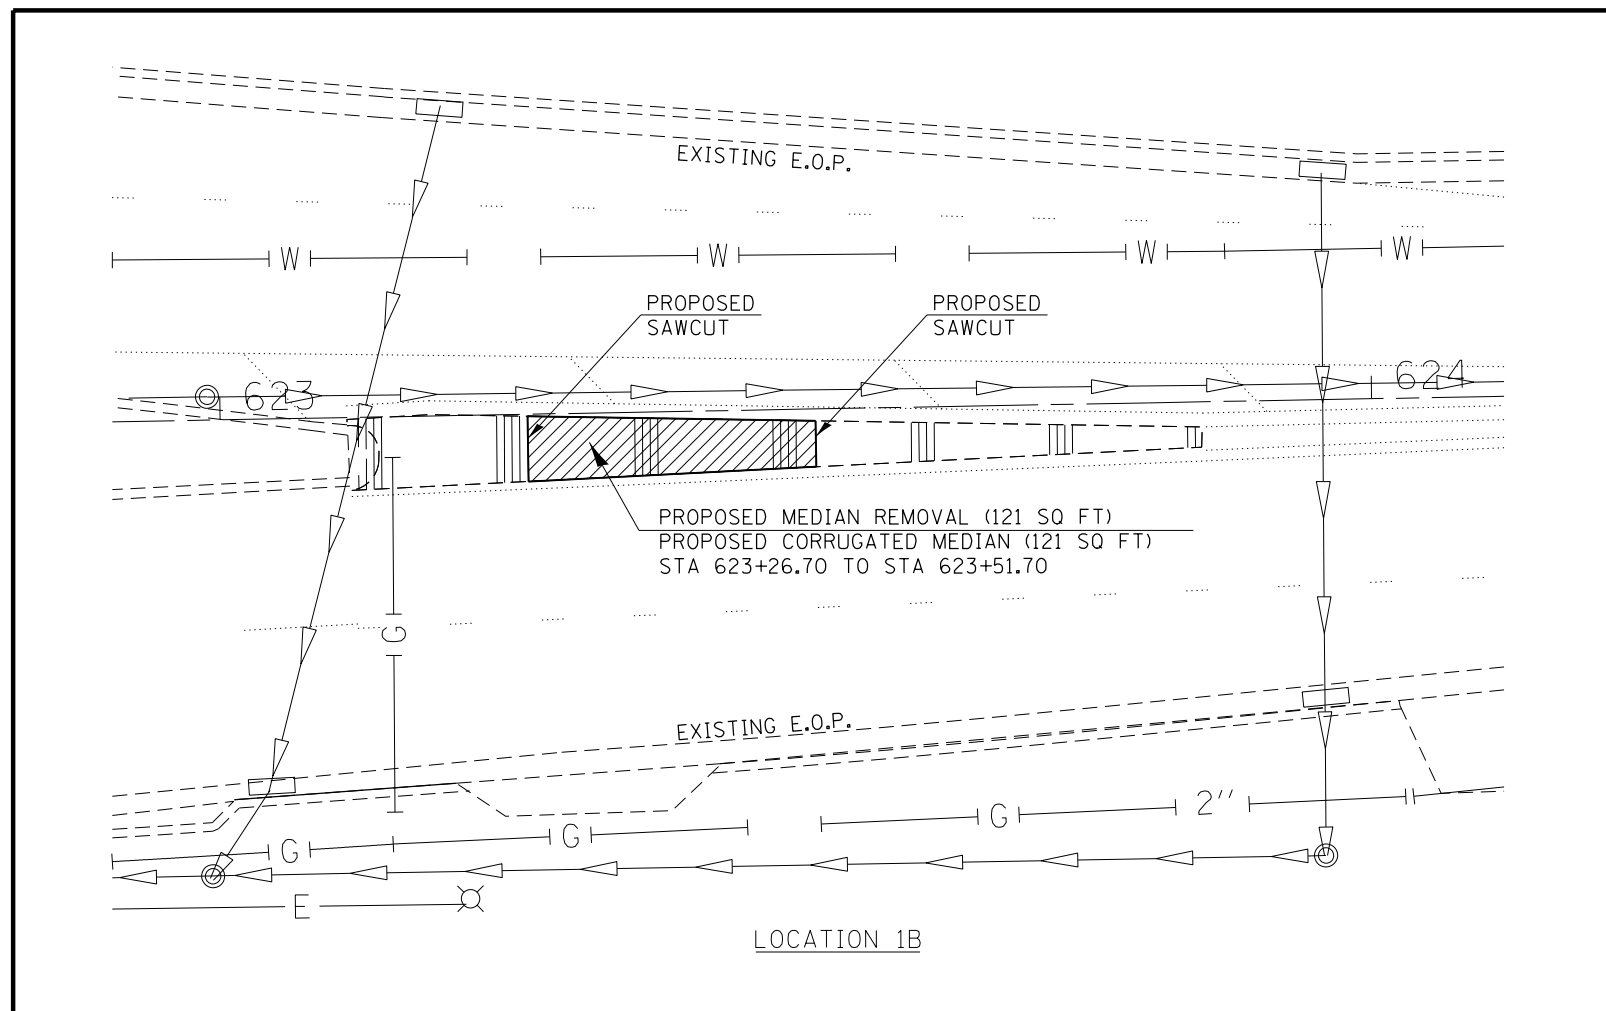 EXISTING E.O.P.
W W W W
PROPOSED
SAWCUT
PROPOSED
SAWCUT
623
624
PROPOSED MEDIAN REMOVAL (121 SQ FT)
PROPOSED CORRUGATED MEDIAN (121 SQ FT)
STA 623+26.70 TO STA 623+51.70
G
EXISTING E.O.P.
G G G 2"
E
LOCATION 1B